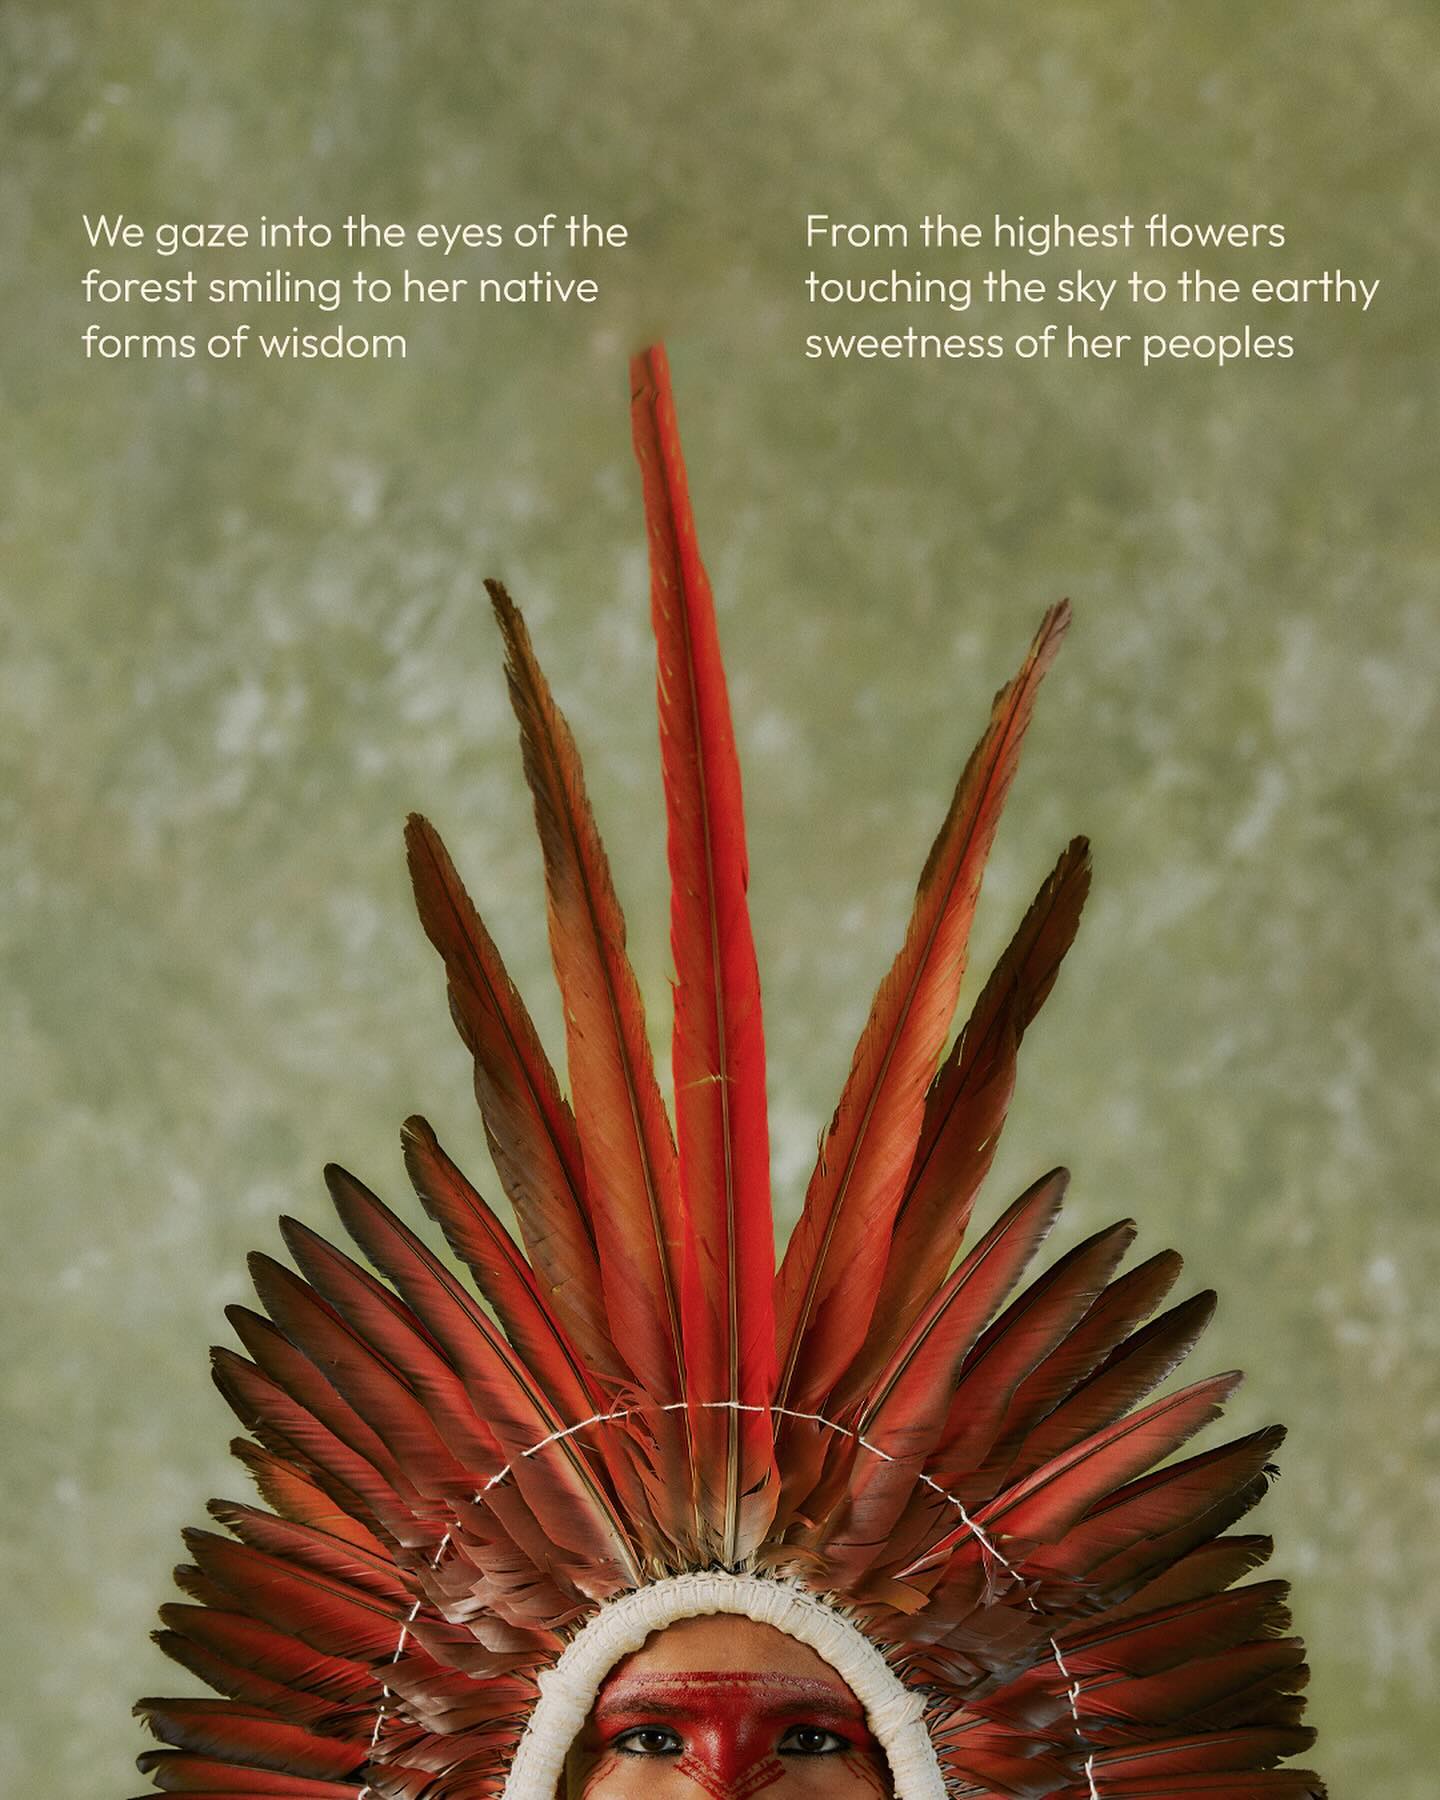 We gaze into the eyes of the
forest smiling to her native
forms of wisdom
From the highest flowers
touching the sky to the earthy
sweetness of her peoples